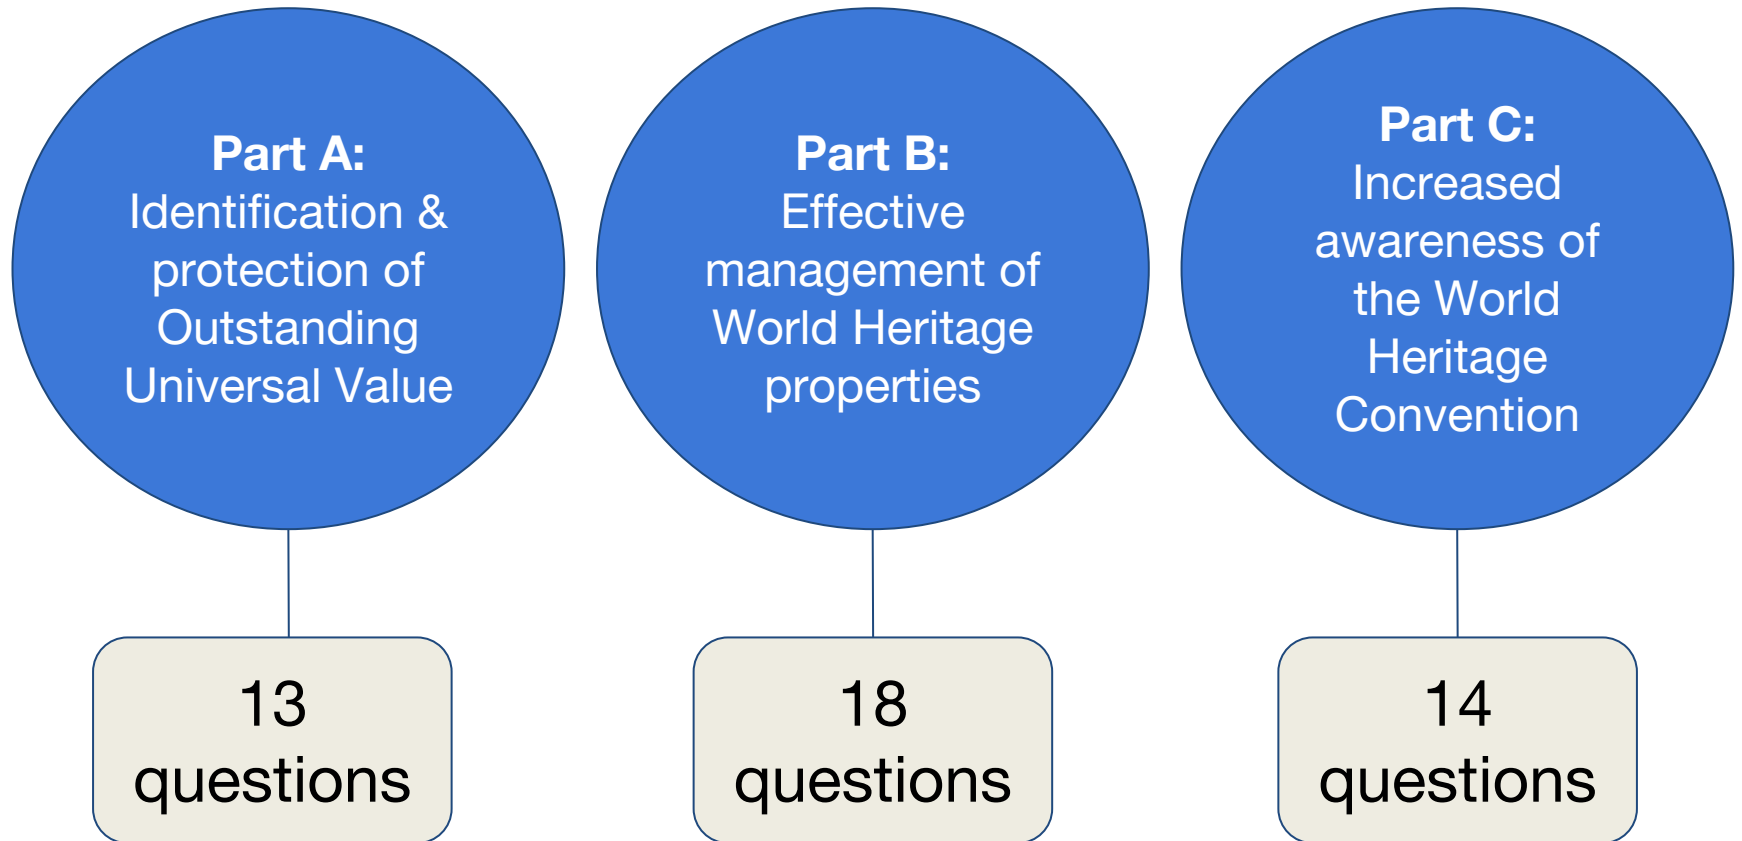 Part A:
Identification &
protection of
Outstanding
Universal Value
13
questions
Part B:
Effective
management of
World Heritage
properties
18
questions
Part C:
Increased
awareness of
the World
Heritage
Convention
14
questions